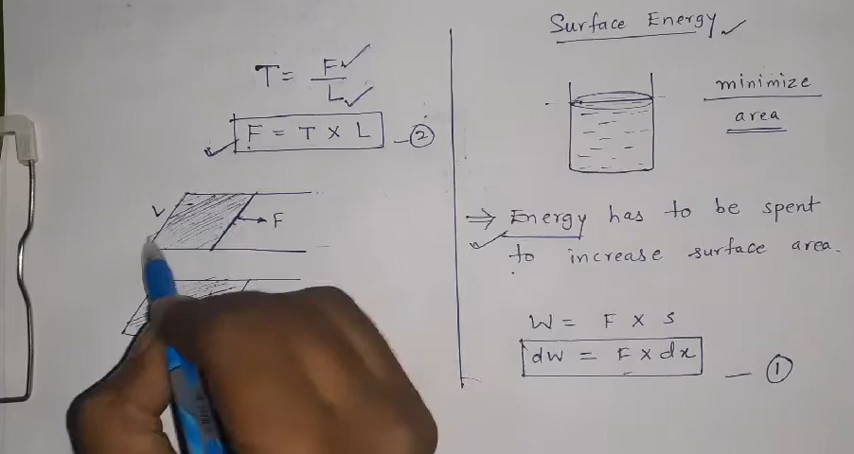 Surface Energy
T = F / L
F = T × L — ②
F
minimize
area
⇒ Energy has to be spent
to increase surface area.
W = F × s
dW = F × dx — ①